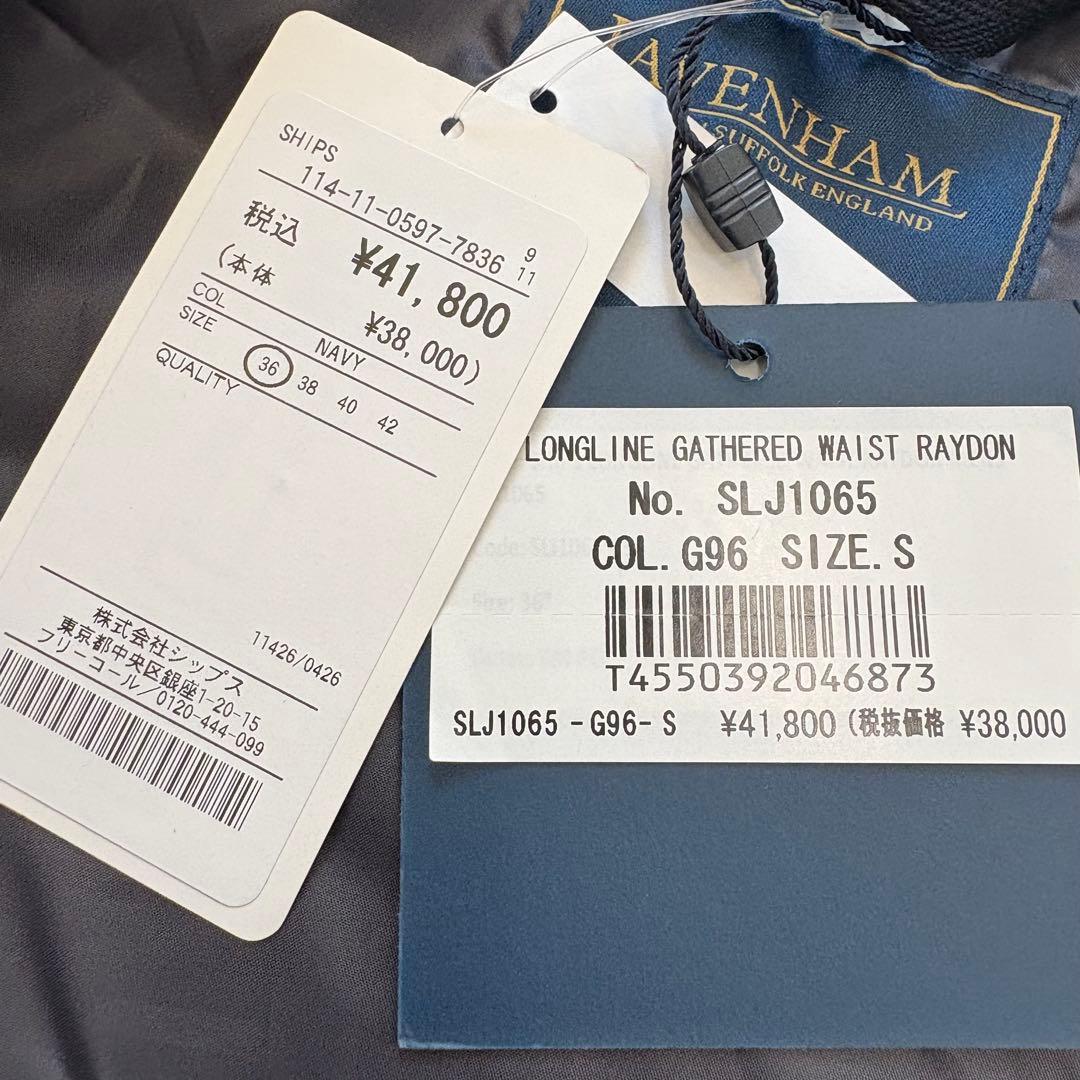 SHIPS
114-11-0597-7836 9 11
税込 ¥41,800
(本体 ¥38,000)
COL NAVY
SIZE 36 38 40 42
QUALITY
11426/0426
株式会社シップス
東京都中央区銀座1-20-15
フリーコール/0120-444-099
LAVENHAM
SUFFOLK ENGLAND
LONGLINE GATHERED WAIST RAYDON
No. SLJ1065
COL. G96 SIZE. S
T4550392046873
SLJ1065 -G96- S ¥41,800 (税抜価格 ¥38,000